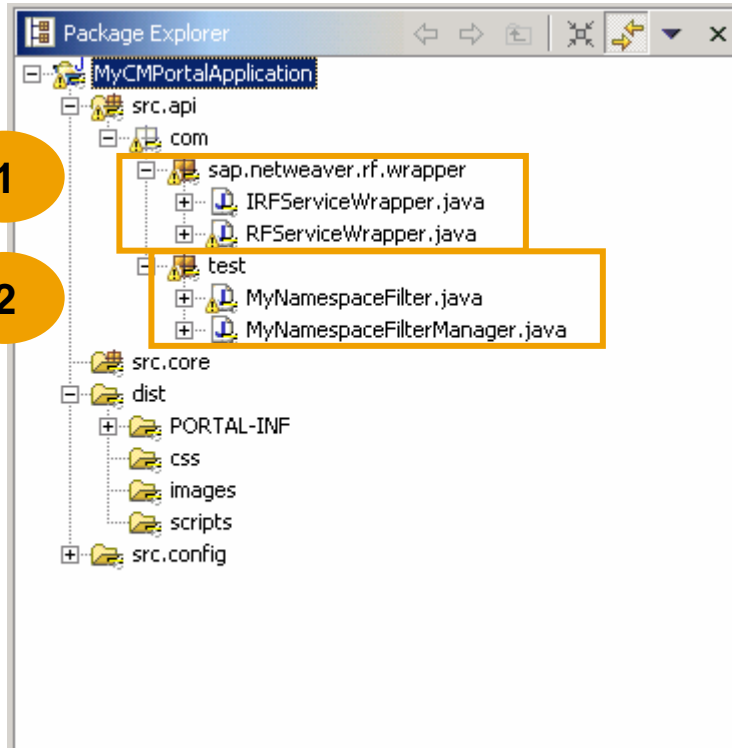 Package Explorer
MyCMPortalApplication
src.api
com
1
sap.netweaver.rf.wrapper
IRFServiceWrapper.java
RFServiceWrapper.java
2
test
MyNamespaceFilter.java
MyNamespaceFilterManager.java
src.core
dist
PORTAL-INF
css
images
scripts
src.config